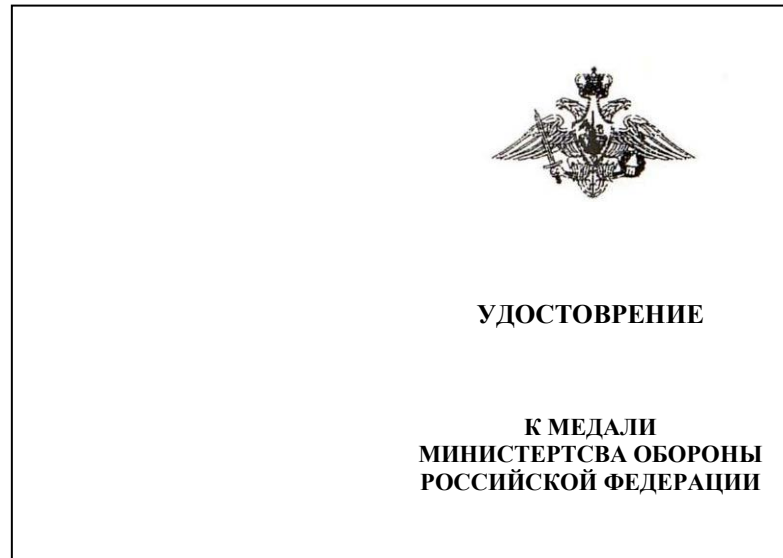 УДОСТОВРЕНИЕ
К МЕДАЛИ
МИНИСТЕРТСВА ОБОРОНЫ
РОССИЙСКОЙ ФЕДЕРАЦИИ